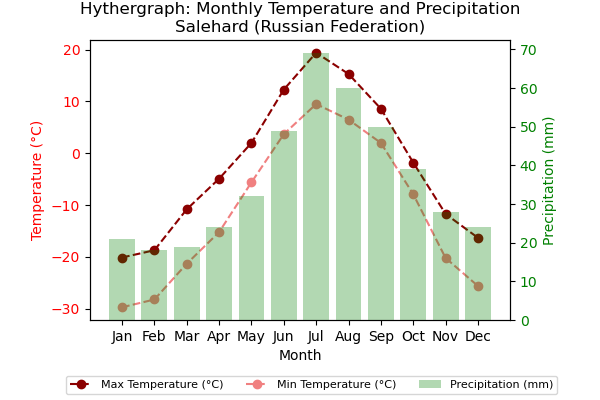 Hythergraph: Monthly Temperature and Precipitation
Salehard (Russian Federation)
Temperature (°C)
20
10
0
−10
−20
−30
70
60
50
40
30
20
10
0
Precipitation (mm)
Jan Feb Mar Apr May Jun Jul Aug Sep Oct Nov Dec
Month
Max Temperature (°C) Min Temperature (°C) Precipitation (mm)